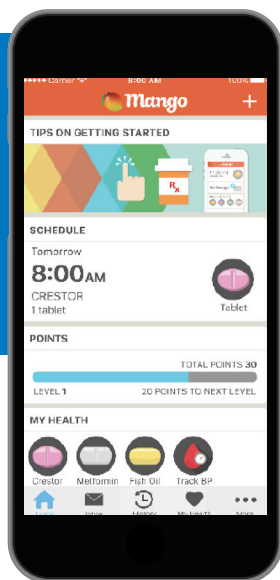 Carrier 8:00 AM 100%
Mango +
TIPS ON GETTING STARTED
Rx
SCHEDULE
Tomorrow
8:00AM
CRESTOR
1 tablet
Tablet
POINTS
TOTAL POINTS 30
LEVEL 1 20 POINTS TO NEXT LEVEL
MY HEALTH
Crestor Metformin Fish Oil Track BP
Inbox History My Health More